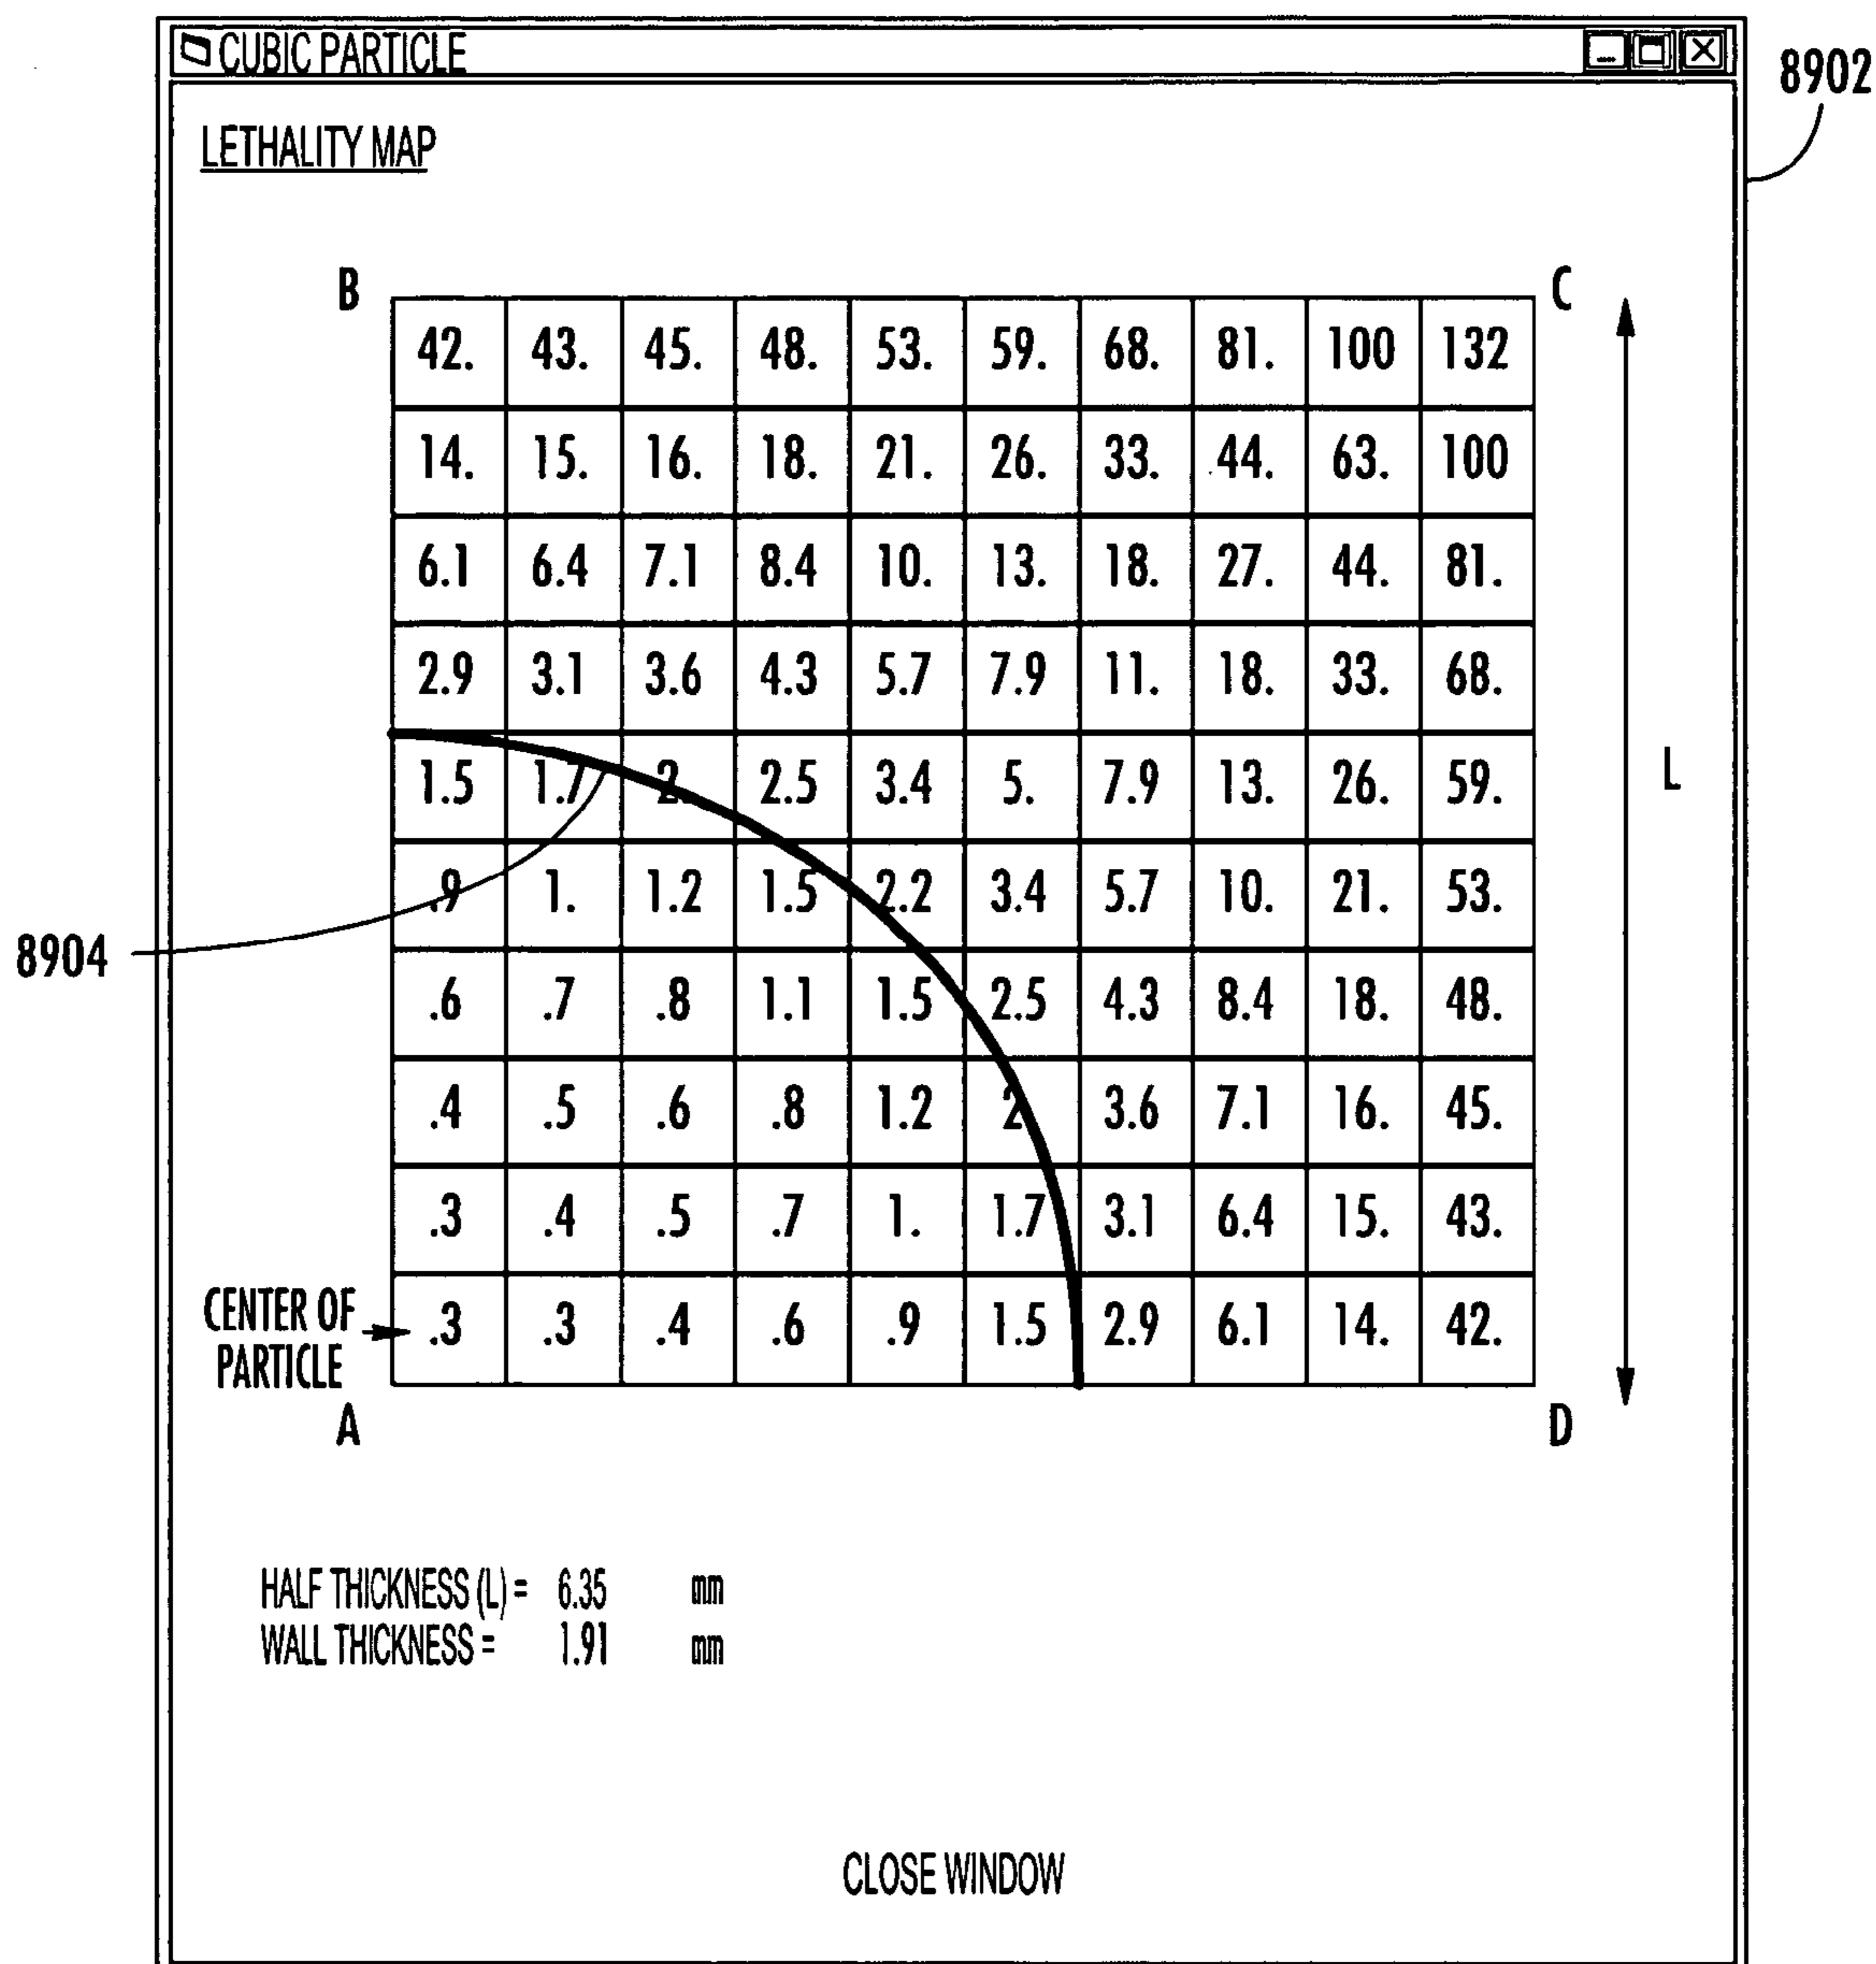 CUBIC PARTICLE
8902
LETHALITY MAP
B C
42. 43. 45. 48. 53. 59. 68. 81. 100 132
14. 15. 16. 18. 21. 26. 33. 44. 63. 100
6.1 6.4 7.1 8.4 10. 13. 18. 27. 44. 81.
2.9 3.1 3.6 4.3 5.7 7.9 11. 18. 33. 68.
1.5 1.7 2. 2.5 3.4 5. 7.9 13. 26. 59.
L
.9 1. 1.2 1.5 2.2 3.4 5.7 10. 21. 53.
8904
.6 .7 .8 1.1 1.5 2.5 4.3 8.4 18. 48.
.4 .5 .6 .8 1.2 2 3.6 7.1 16. 45.
.3 .4 .5 .7 1. 1.7 3.1 6.4 15. 43.
CENTER OF
PARTICLE
.3 .3 .4 .6 .9 1.5 2.9 6.1 14. 42.
A D
HALF THICKNESS (L) = 6.35 mm
WALL THICKNESS = 1.91 mm
CLOSE WINDOW